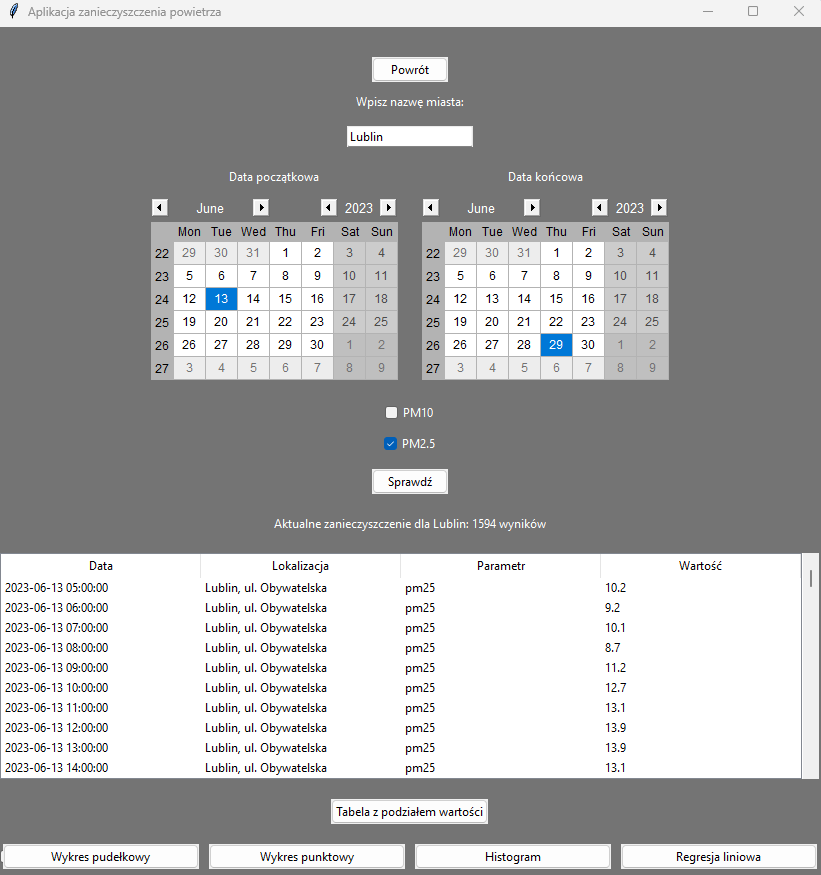 Aplikacja zanieczyszczenia powietrza
Powrót
Wpisz nazwę miasta:
Lublin
Data początkowa Data końcowa
June 2023 June 2023
Mon Tue Wed Thu Fri Sat Sun Mon Tue Wed Thu Fri Sat Sun
22 29 30 31 1 2 3 4 22 29 30 31 1 2 3 4
23 5 6 7 8 9 10 11 23 5 6 7 8 9 10 11
24 12 13 14 15 16 17 18 24 12 13 14 15 16 17 18
25 19 20 21 22 23 24 25 25 19 20 21 22 23 24 25
26 26 27 28 29 30 1 2 26 26 27 28 29 30 1 2
27 3 4 5 6 7 8 9 27 3 4 5 6 7 8 9
PM10
PM2.5
Sprawdź
Aktualne zanieczyszczenie dla Lublin: 1594 wyników
Data Lokalizacja Parametr Wartość
2023-06-13 05:00:00 Lublin, ul. Obywatelska pm25 10.2
2023-06-13 06:00:00 Lublin, ul. Obywatelska pm25 9.2
2023-06-13 07:00:00 Lublin, ul. Obywatelska pm25 10.1
2023-06-13 08:00:00 Lublin, ul. Obywatelska pm25 8.7
2023-06-13 09:00:00 Lublin, ul. Obywatelska pm25 11.2
2023-06-13 10:00:00 Lublin, ul. Obywatelska pm25 12.7
2023-06-13 11:00:00 Lublin, ul. Obywatelska pm25 13.1
2023-06-13 12:00:00 Lublin, ul. Obywatelska pm25 13.9
2023-06-13 13:00:00 Lublin, ul. Obywatelska pm25 13.9
2023-06-13 14:00:00 Lublin, ul. Obywatelska pm25 13.1
Tabela z podziałem wartości
Wykres pudełkowy Wykres punktowy Histogram Regresja liniowa